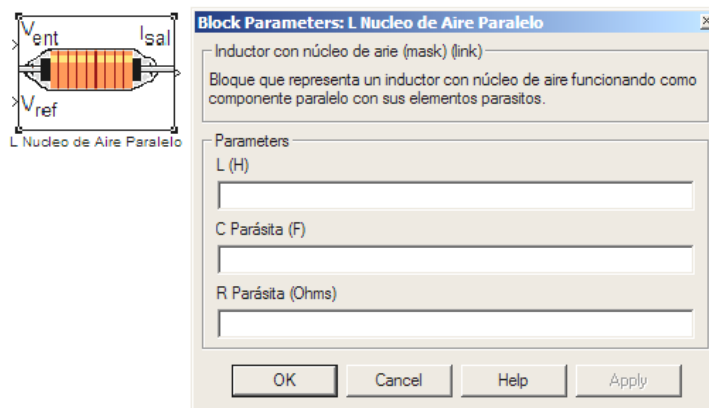 Vent
Isal
Vref
L Nucleo de Aire Paralelo
Block Parameters: L Nucleo de Aire Paralelo
Inductor con núcleo de arie (mask) (link)
Bloque que representa un inductor con núcleo de aire funcionando como
componente paralelo con sus elementos parasitos.
Parameters
L (H)
C Parásita (F)
R Parásita (Ohms)
OK Cancel Help Apply